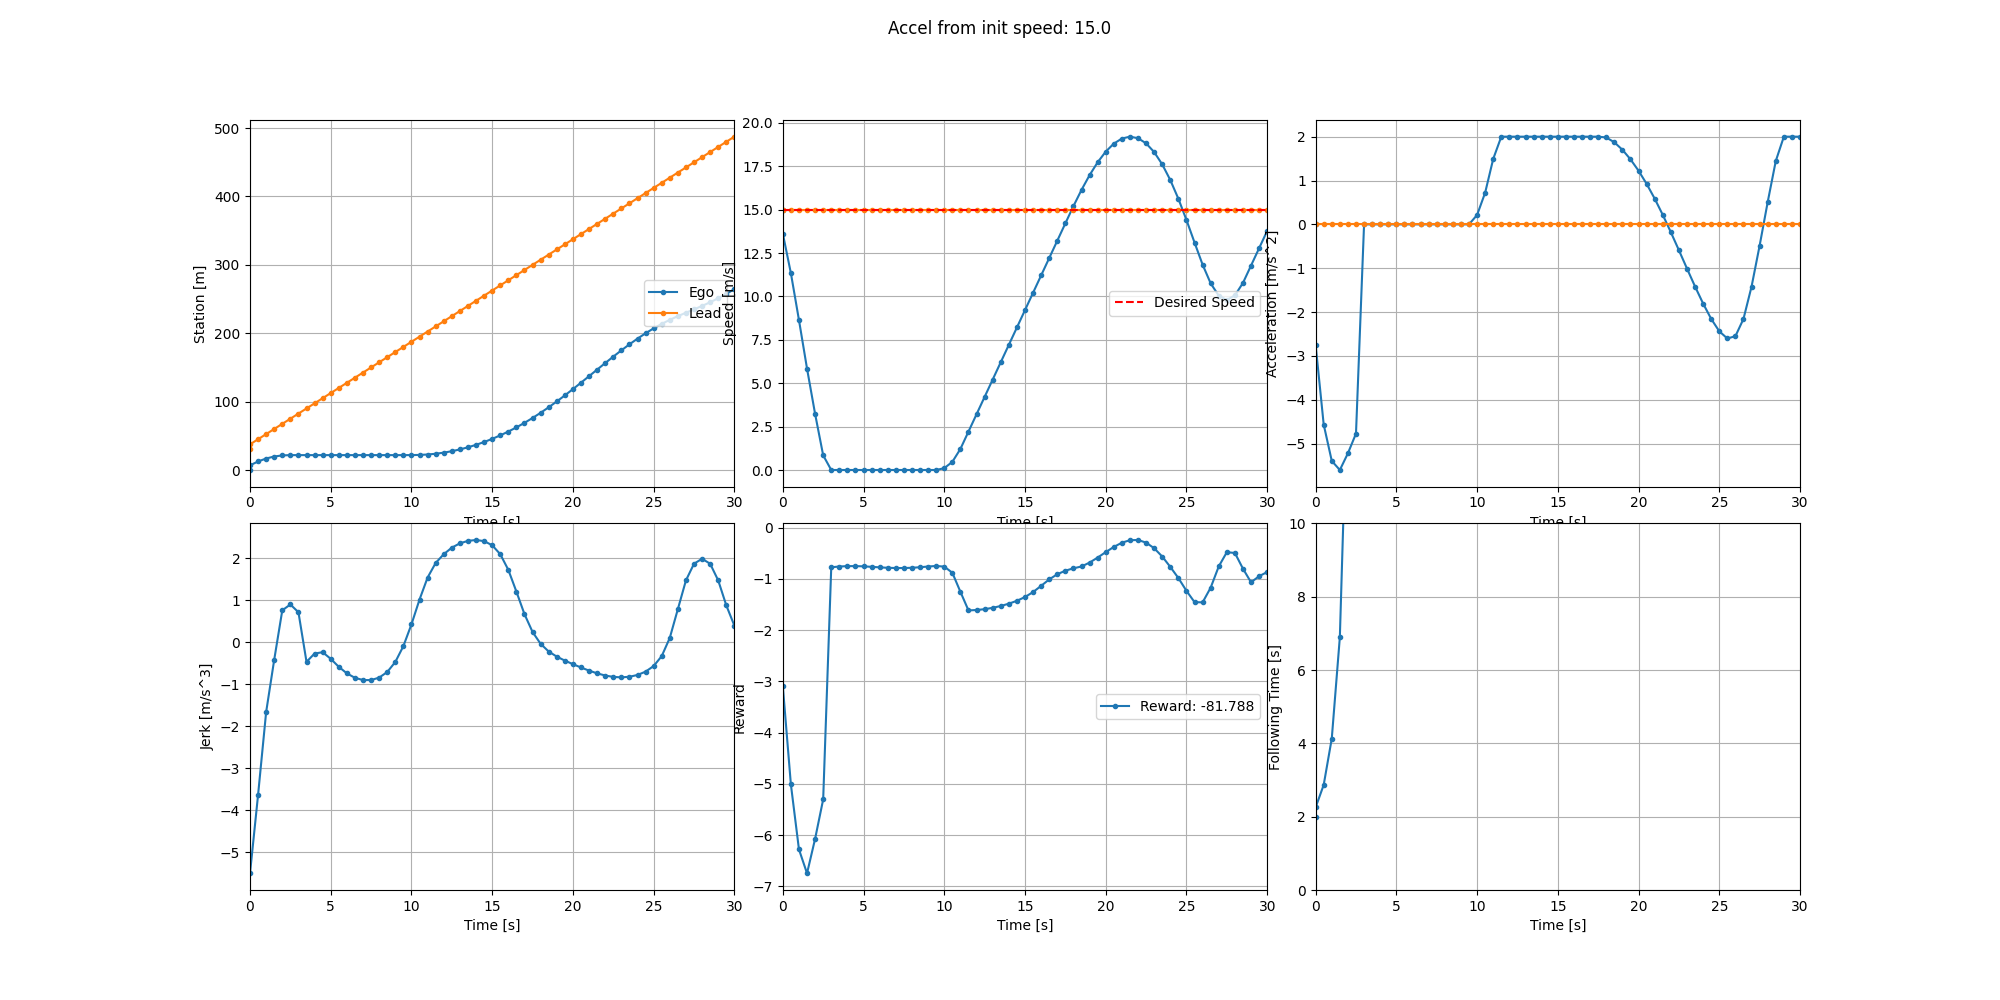 Accel from init speed: 15.0
Station [m]
500
400
300
200
100
0
0 5 10 15 20 25 30
Time [s]
Ego
Lead
Speed [m/s]
20.0
17.5
15.0
12.5
10.0
7.5
5.0
2.5
0.0
0 5 10 15 20 25 30
Time [s]
Desired Speed
Acceleration [m/s^2]
2
1
0
−1
−2
−3
−4
−5
0 5 10 15 20 25 30
Time [s]
Jerk [m/s^3]
2
1
0
−1
−2
−3
−4
−5
0 5 10 15 20 25 30
Time [s]
Reward
0
−1
−2
−3
−4
−5
−6
−7
0 5 10 15 20 25 30
Time [s]
Reward: -81.788
Following Time [s]
10
8
6
4
2
0
0 5 10 15 20 25 30
Time [s]